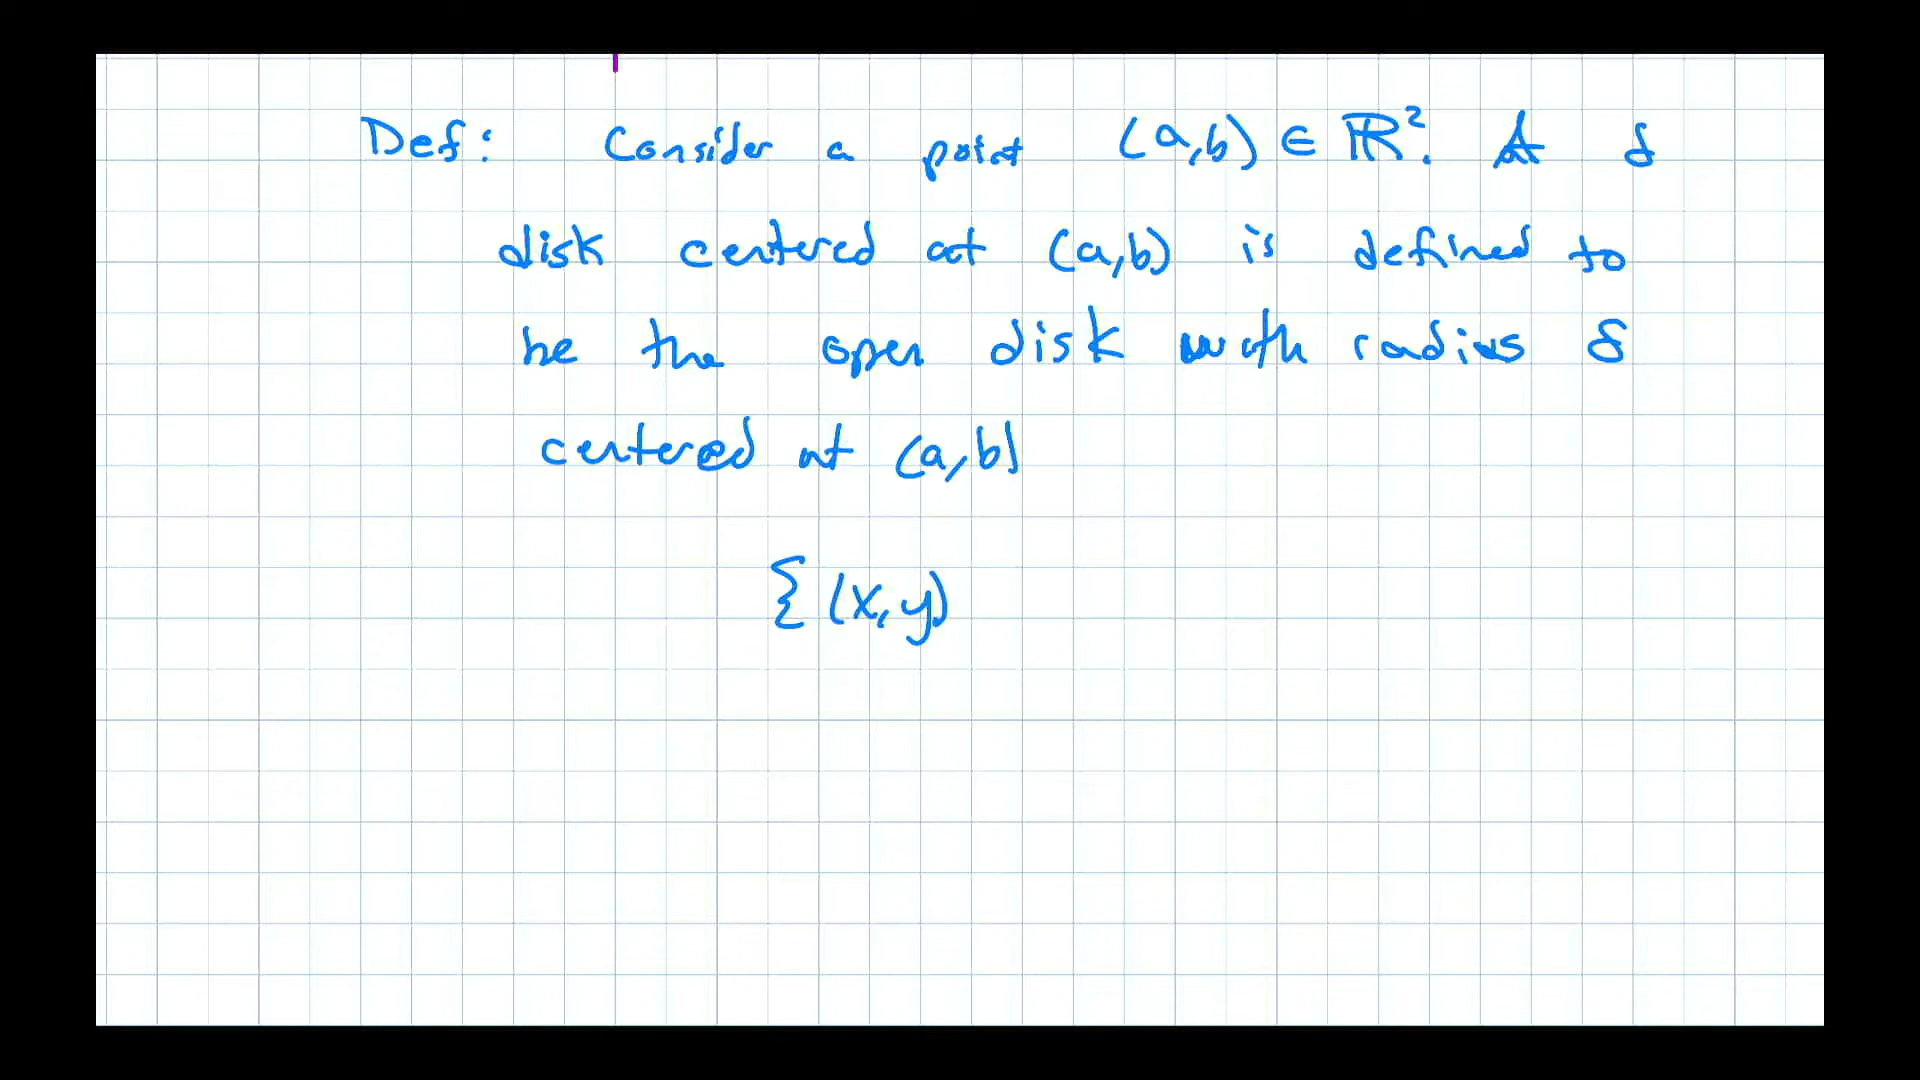 Def: Consider a point (a,b) ∈ ℝ². A δ
disk centered at (a,b) is defined to
be the open disk with radius δ
centered at (a,b)
{(x,y)